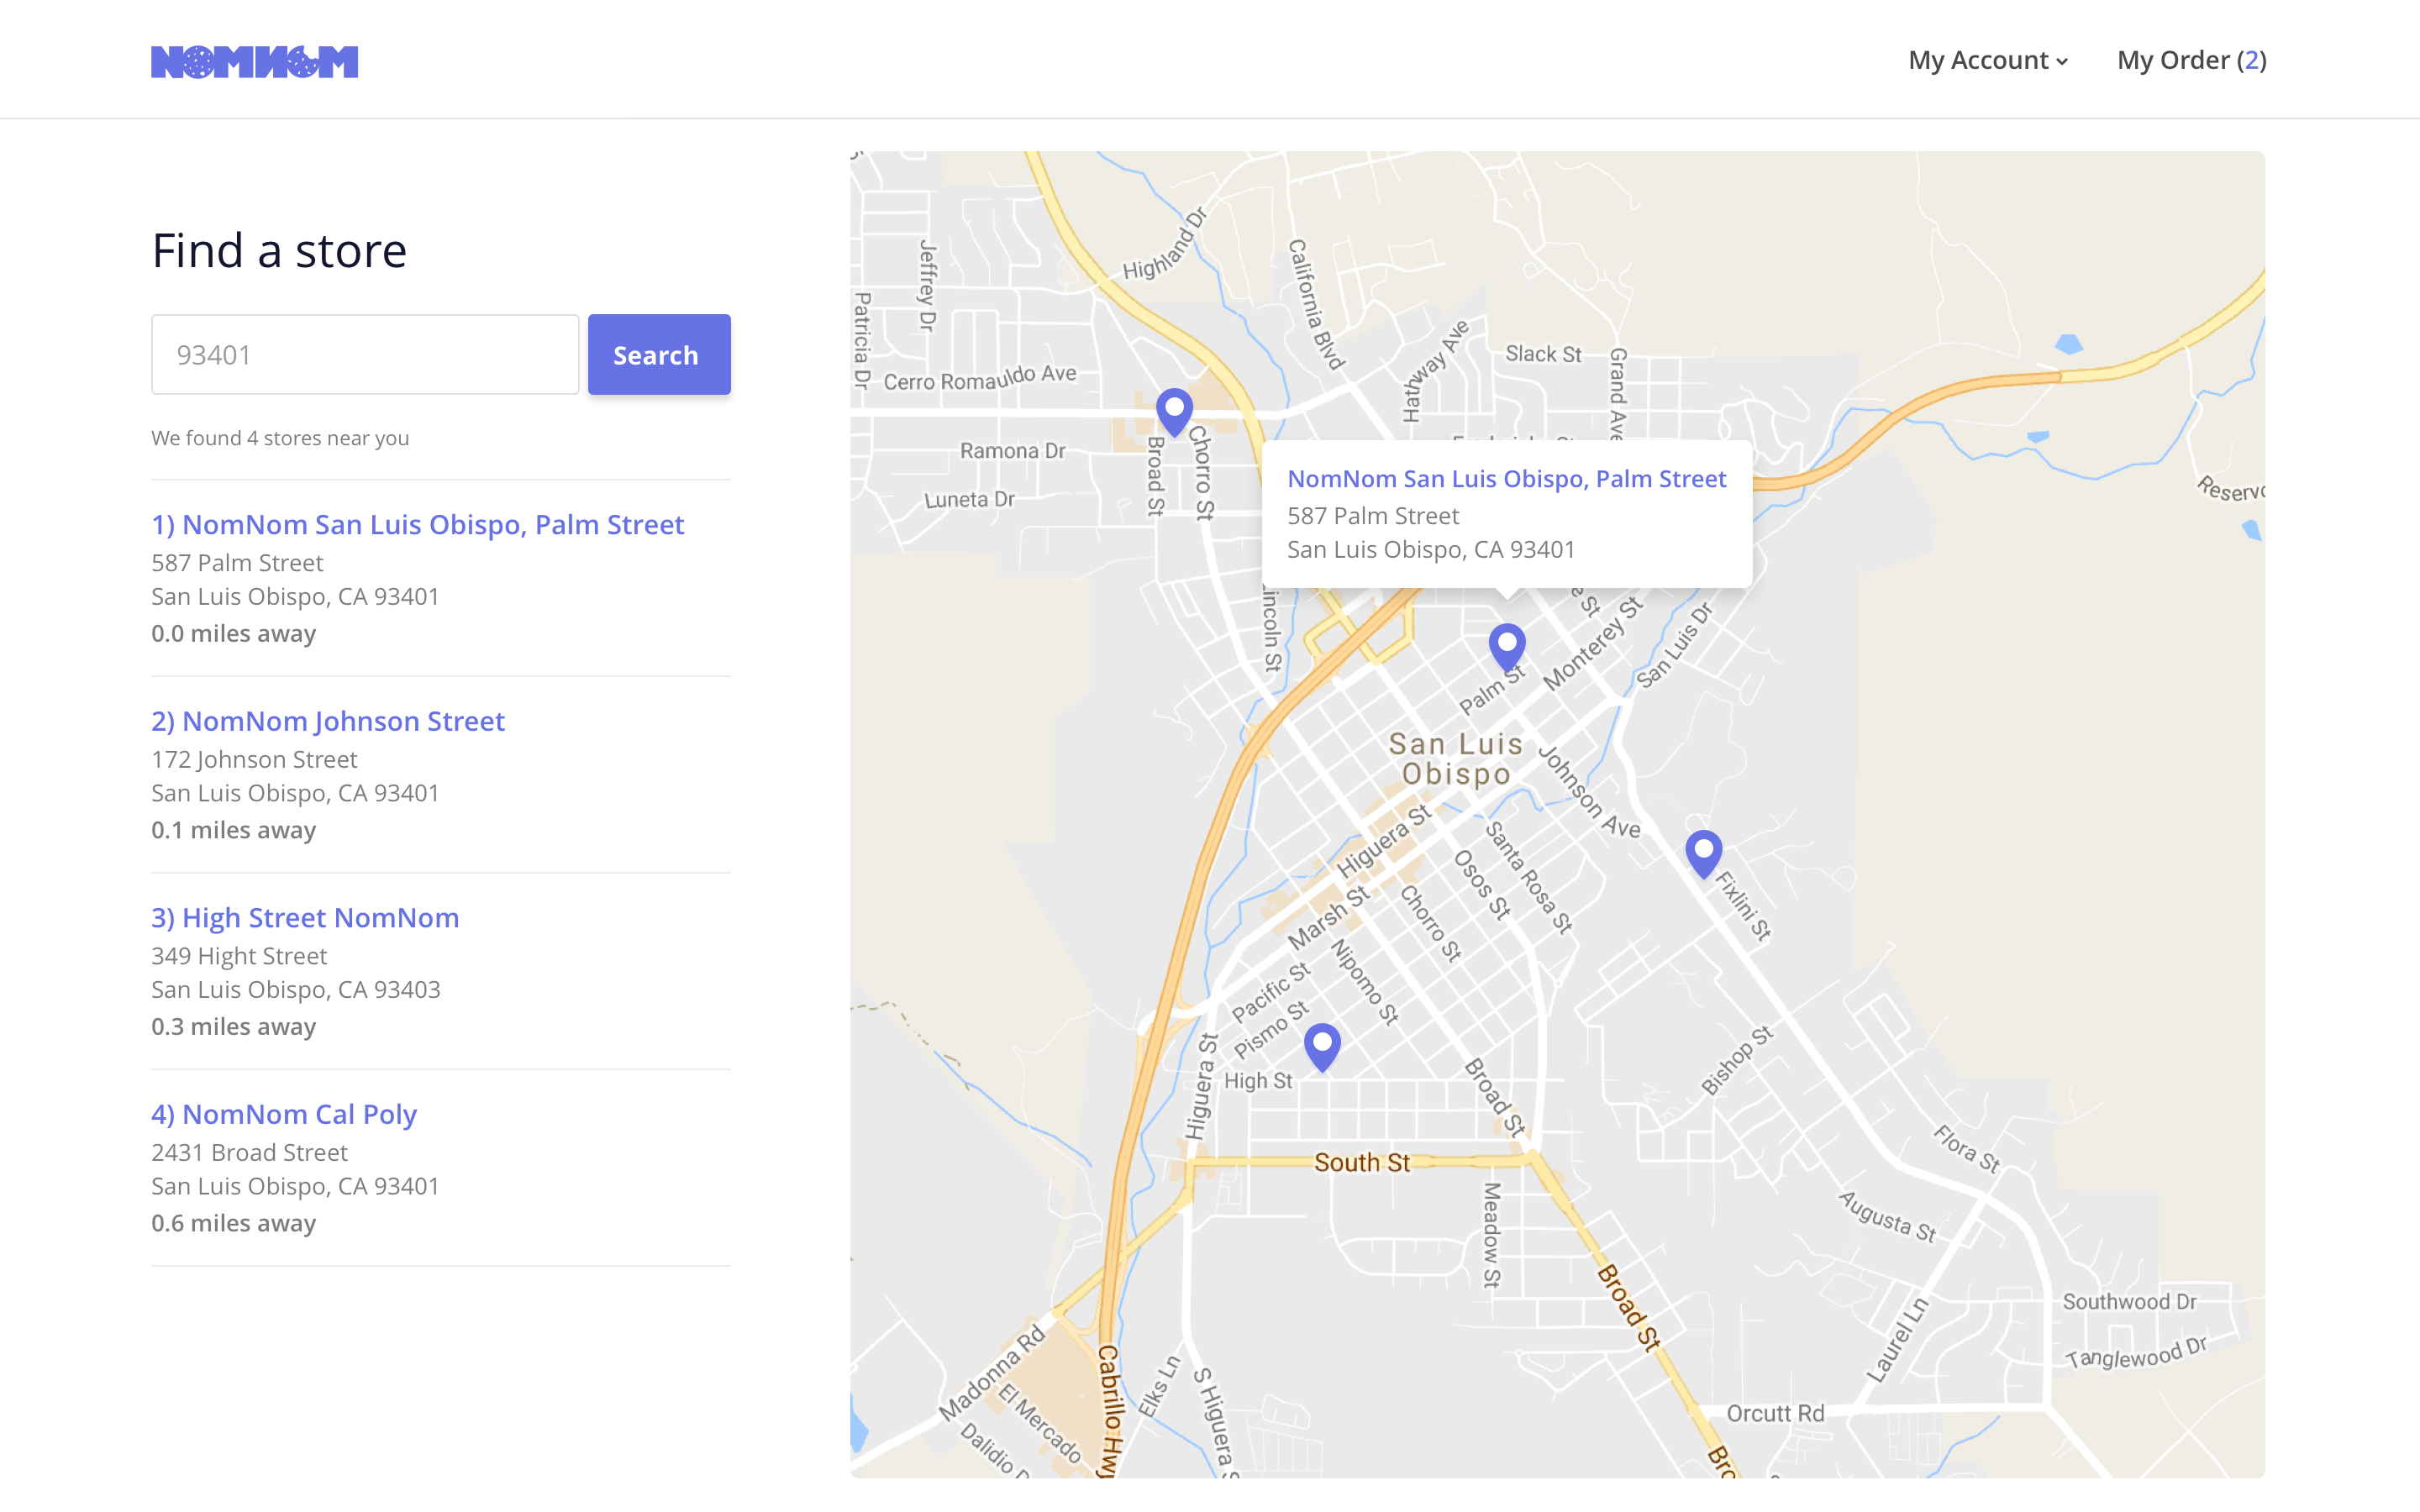 NOMNOM
My Account
My Order (2)
Find a store
93401
Search
We found 4 stores near you
1) NomNom San Luis Obispo, Palm Street
587 Palm Street
San Luis Obispo, CA 93401
0.0 miles away
2) NomNom Johnson Street
172 Johnson Street
San Luis Obispo, CA 93401
0.1 miles away
3) High Street NomNom
349 Hight Street
San Luis Obispo, CA 93403
0.3 miles away
4) NomNom Cal Poly
2431 Broad Street
San Luis Obispo, CA 93401
0.6 miles away
Highland Dr
Jeffrey Dr
Patricia Dr
California Blvd
Hathway Ave
Slack St
Grand Ave
Cerro Romauldo Ave
Ramona Dr
Broad St
Chorro St
Luneta Dr
Reservo
NomNom San Luis Obispo, Palm Street
587 Palm Street
San Luis Obispo, CA 93401
incoln St
e St
Monterey St
San Luis Dr
Palm St
San Luis
Obispo
Johnson Ave
Higuera St
Santa Rosa St
Osos St
Fixlini St
Marsh St
Chorro St
Nipomo St
Pacific St
Pismo St
High St
Higuera St
Broad St
Bishop St
South St
Flora St
Augusta St
Meadow St
Broad St
Southwood Dr
Laurel Ln
Tanglewood Dr
Madonna Rd
El Mercado
Dalidio D
Cabrillo Hwy
Elks Ln
S Higuera S
Orcutt Rd
Bro